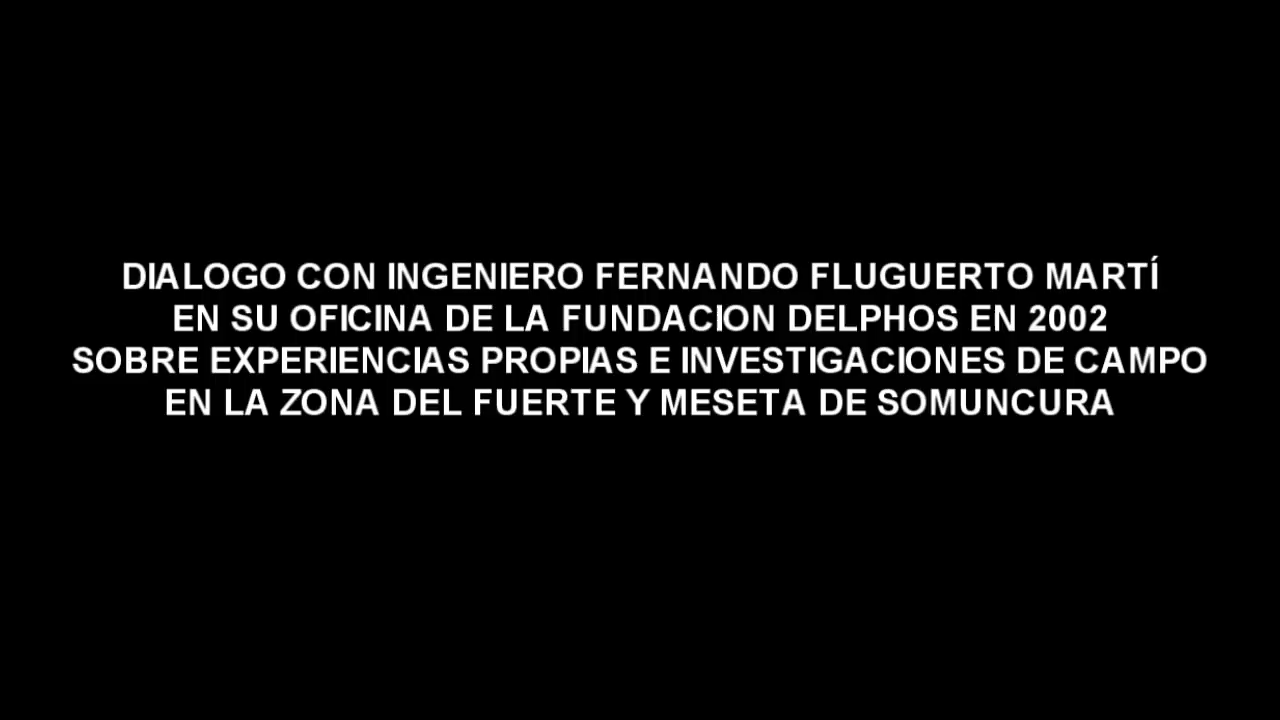 DIALOGO CON INGENIERO FERNANDO FLUGUERTO MARTÍ
EN SU OFICINA DE LA FUNDACION DELPHOS EN 2002
SOBRE EXPERIENCIAS PROPIAS E INVESTIGACIONES DE CAMPO
EN LA ZONA DEL FUERTE Y MESETA DE SOMUNCURA